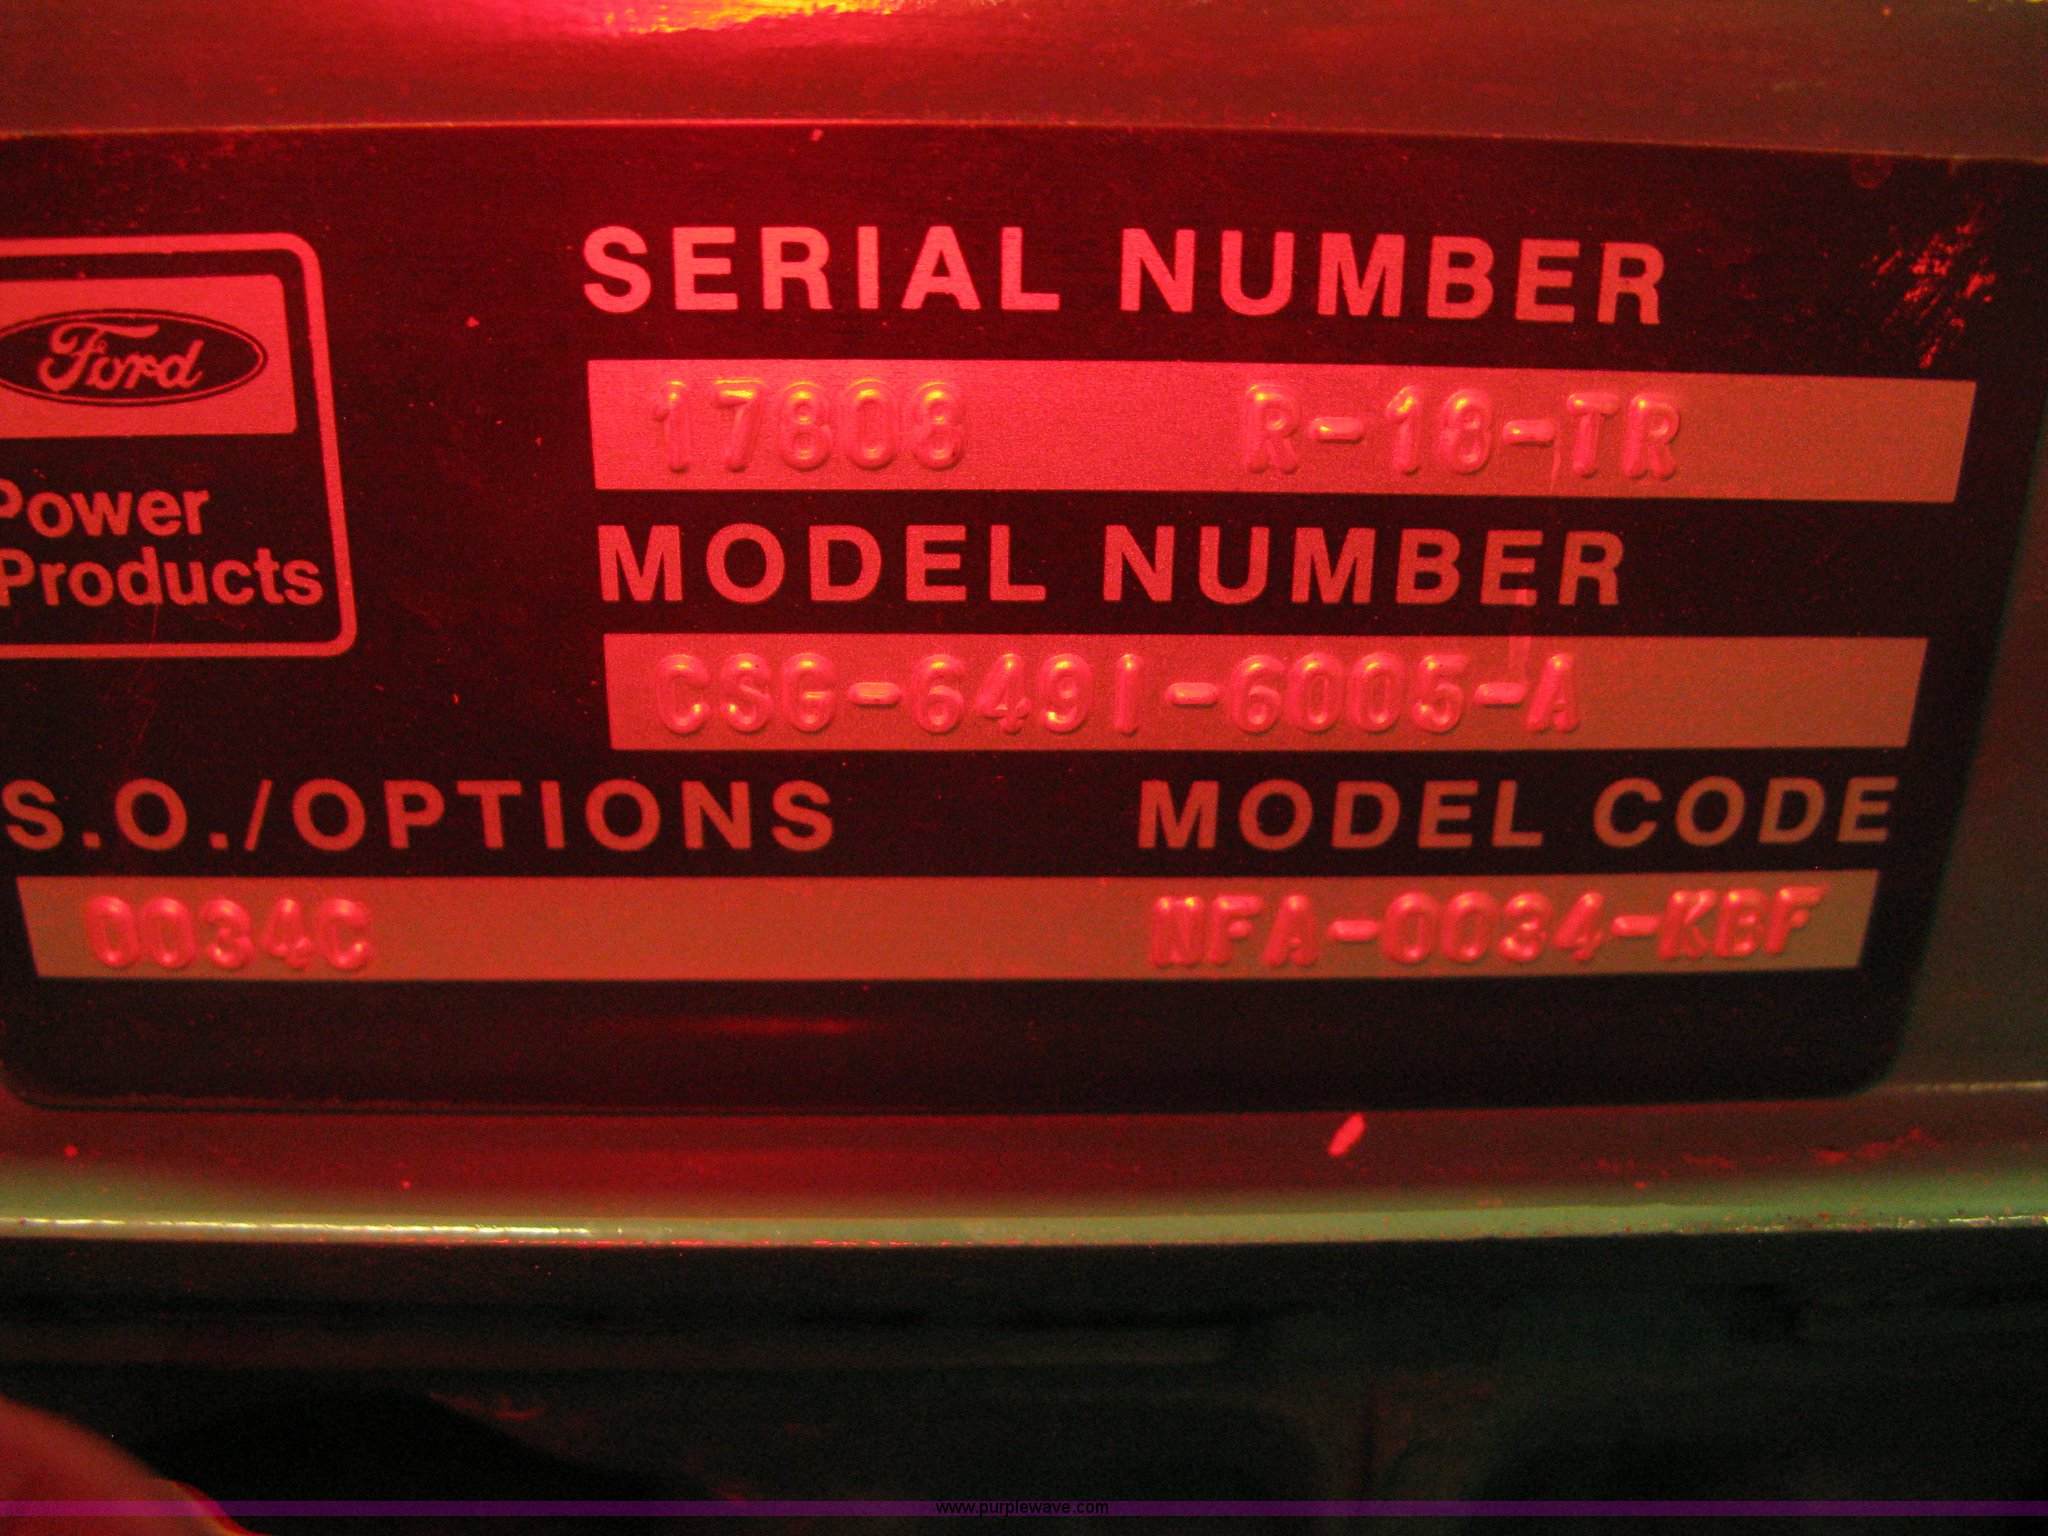 Ford
Power
Products
SERIAL NUMBER
17808 R-18-TR
MODEL NUMBER
CSG-649I-6005-A
S.O./OPTIONS MODEL CODE
0034C NFA-0034-KBF
www.purplewave.com